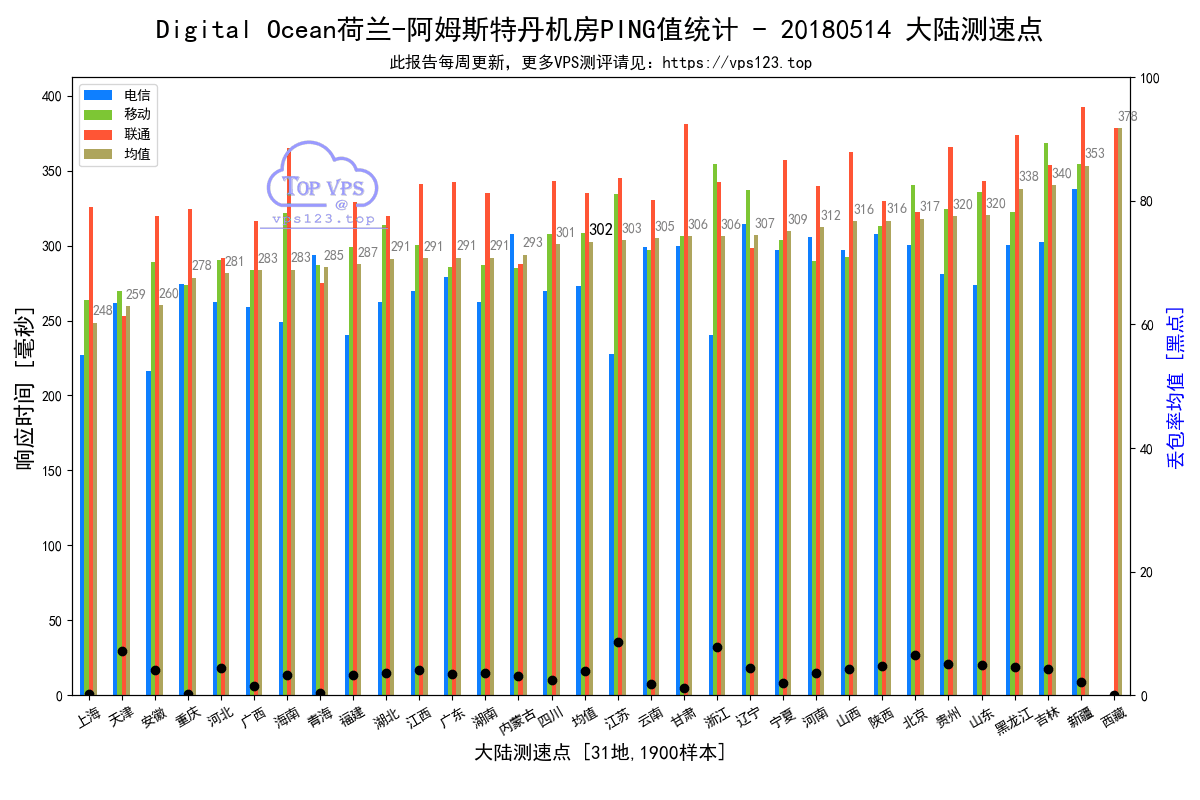 Digital Ocean荷兰-阿姆斯特丹机房PING值统计 - 20180514 大陆测速点
此报告每周更新，更多VPS测评请见：https://vps123.top
电信
移动
联通
均值
TOP VPS
@
vps123.top
响应时间 [毫秒]
400
350
300
250
200
150
100
50
0
248
259
260
278
281
283
283
285
287
291
291
291
291
293
301
302
303
305
306
306
307
309
312
316
316
317
320
320
338
340
353
378
100
80
60
40
20
0
丢包率均值 [黑点]
上海
天津
安徽
重庆
河北
广西
海南
青海
福建
湖北
江西
广东
湖南
内蒙古
四川
均值
江苏
云南
甘肃
浙江
辽宁
宁夏
河南
山西
陕西
北京
贵州
山东
黑龙江
吉林
新疆
西藏
大陆测速点 [31地,1900样本]